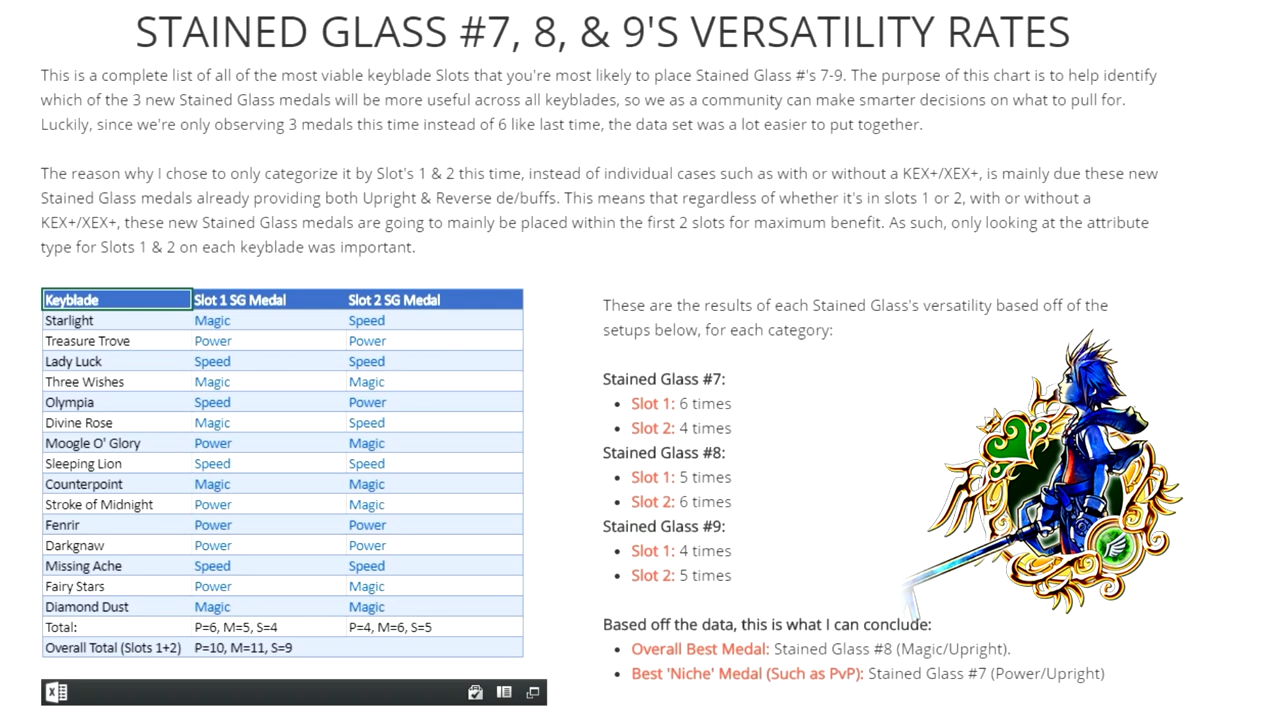 STAINED GLASS #7, 8, & 9'S VERSATILITY RATES
This is a complete list of all of the most viable keyblade Slots that you're most likely to place Stained Glass #'s 7-9. The purpose of this chart is to help identify
which of the 3 new Stained Glass medals will be more useful across all keyblades, so we as a community can make smarter decisions on what to pull for.
Luckily, since we're only observing 3 medals this time instead of 6 like last time, the data set was a lot easier to put together.
The reason why I chose to only categorize it by Slot's 1 & 2 this time, instead of individual cases such as with or without a KEX+/XEX+, is mainly due these new
Stained Glass medals already providing both Upright & Reverse de/buffs. This means that regardless of whether it's in slots 1 or 2, with or without a
KEX+/XEX+, these new Stained Glass medals are going to mainly be placed within the first 2 slots for maximum benefit. As such, only looking at the attribute
type for Slots 1 & 2 on each keyblade was important.
Keyblade Slot 1 SG Medal Slot 2 SG Medal
Starlight Magic Speed
Treasure Trove Power Power
Lady Luck Speed Speed
Three Wishes Magic Magic
Olympia Speed Power
Divine Rose Magic Speed
Moogle O' Glory Power Magic
Sleeping Lion Speed Speed
Counterpoint Magic Magic
Stroke of Midnight Power Magic
Fenrir Power Power
Darkgnaw Power Power
Missing Ache Speed Speed
Fairy Stars Power Magic
Diamond Dust Magic Magic
Total: P=6, M=5, S=4 P=4, M=6, S=5
Overall Total (Slots 1+2) P=10, M=11, S=9
These are the results of each Stained Glass's versatility based off of the
setups below, for each category:
Stained Glass #7:
• Slot 1: 6 times
• Slot 2: 4 times
Stained Glass #8:
• Slot 1: 5 times
• Slot 2: 6 times
Stained Glass #9:
• Slot 1: 4 times
• Slot 2: 5 times
Based off the data, this is what I can conclude:
• Overall Best Medal: Stained Glass #8 (Magic/Upright).
• Best 'Niche' Medal (Such as PvP): Stained Glass #7 (Power/Upright)